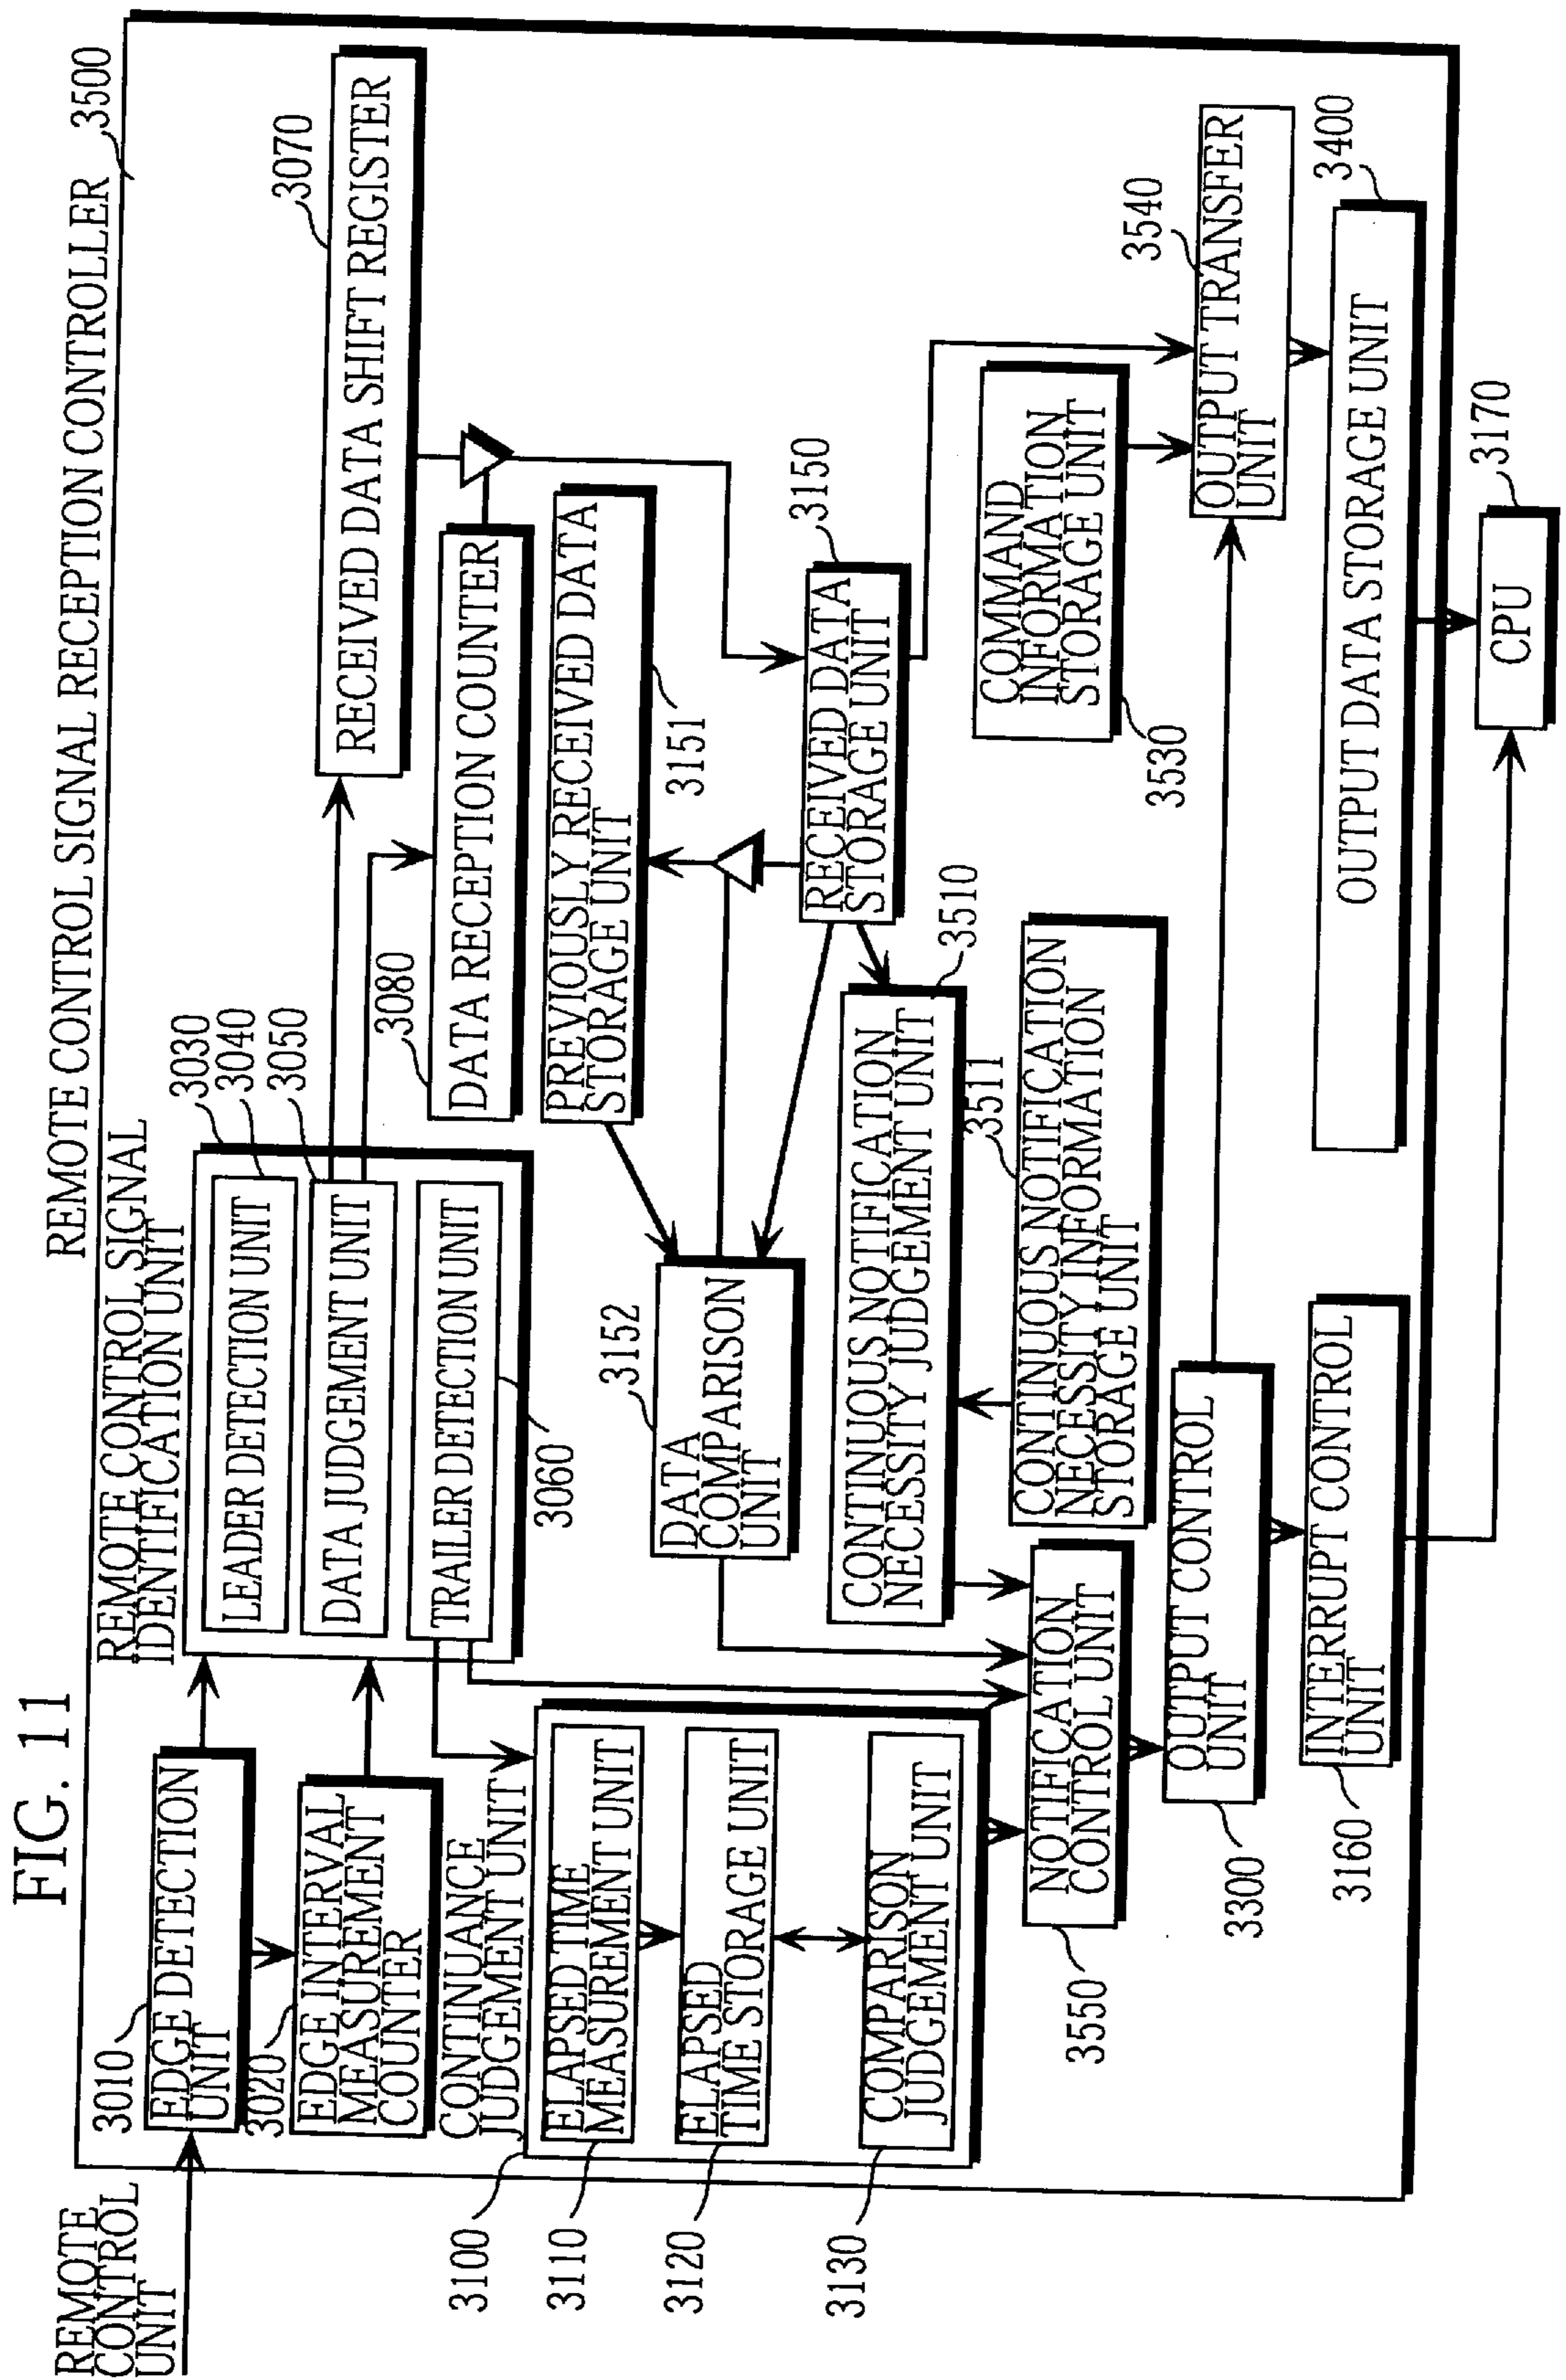 FIG. 11
REMOTE CONTROL SIGNAL RECEPTION CONTROLLER
3500
REMOTE
CONTROL
UNIT
3010
EDGE DETECTION
UNIT
3020
EDGE INTERVAL
MEASUREMENT
COUNTER
REMOTE CONTROL SIGNAL
IDENTIFICATION UNIT
3030
3040
3050
LEADER DETECTION UNIT
DATA JUDGEMENT UNIT
TRAILER DETECTION UNIT
3060
3070
RECEIVED DATA SHIFT REGISTER
3080
DATA RECEPTION COUNTER
PREVIOUSLY RECEIVED DATA
STORAGE UNIT
3151
CONTINUANCE
JUDGEMENT UNIT
3100
ELAPSED TIME
MEASUREMENT UNIT
3110
ELAPSED
TIME STORAGE UNIT
3120
COMPARISON
JUDGEMENT UNIT
3130
3152
DATA
COMPARISON
UNIT
3150
RECEIVED DATA
STORAGE UNIT
CONTINUOUS NOTIFICATION
NECESSITY JUDGEMENT UNIT
3510
3511
CONTINUOUS NOTIFICATION
NECESSITY INFORMATION
STORAGE UNIT
COMMAND
INFORMATION
STORAGE UNIT
3530
NOTIFICATION
CONTROL UNIT
3550
OUTPUT CONTROL
UNIT
3300
OUTPUT TRANSFER
UNIT
3540
INTERRUPT CONTROL
UNIT
3160
OUTPUT DATA STORAGE UNIT
3400
CPU
3170